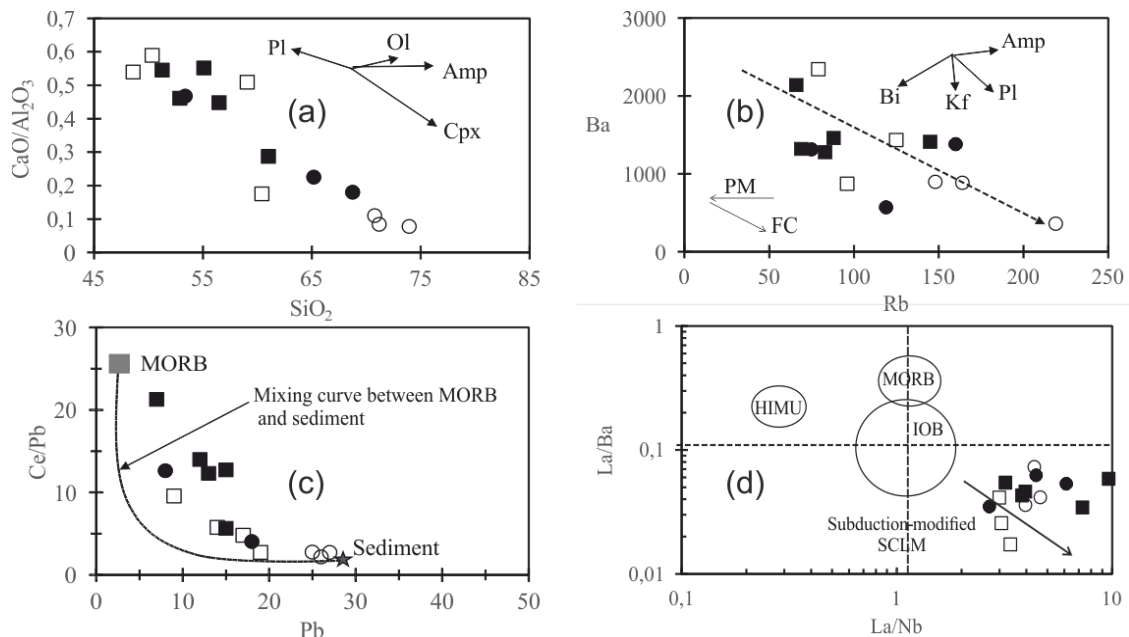 0,7
0,6
0,5
0,4
0,3
0,2
0,1
0
CaO/Al2O3
Pl
Ol
Amp
Cpx
(a)
45
55
65
75
85
SiO2
3000
2000
1000
0
Ba
Amp
Bi
Kf
Pl
(b)
PM
FC
0
50
100
150
200
250
Rb
30
20
10
0
Ce/Pb
MORB
Mixing curve between MORB
and sediment
(c)
Sediment
0
10
20
30
40
50
Pb
1
0,1
0,01
La/Ba
HIMU
MORB
IOB
(d)
Subduction-modified
SCLM
0,1
1
10
La/Nb